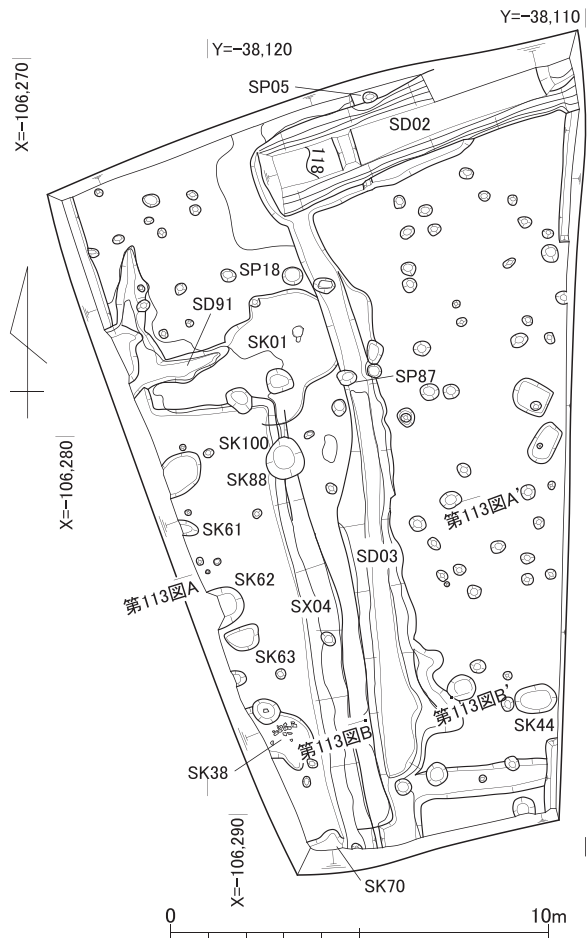 Y=-38,110
Y=-38,120
X=-106,270
SP05
SD02
118
SP18
SD91
SK01
SP87
SK100
X=-106,280
SK88
第113図A'
SK61
SD03
SK62
第113図A
SX04
SK63
第113図B'
SK44
第113図B
SK38
X=-106,290
SK70
0 10m